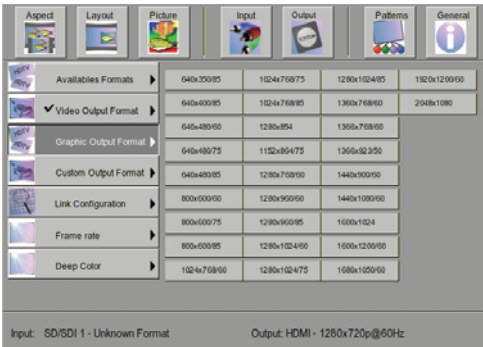 Aspect Layout Picture Input Output Patterns General
Availables Formats 640x350/85 1024x768/75 1280x1024/85 1920x1200/60
Video Output Format 640x400/85 1024x768/85 1360x768/60 2048x1080
Graphic Output Format 640x480/60 1280x854 1366x768/60
640x480/75 1152x864/75 1366x923/50
Custom Output Format 640x480/85 1280x768/60 1440x900/60
Link Configuration 800x600/60 1280x960/60 1440x1080/60
Frame rate 800x600/75 1280x960/85 1600x1024
800x600/85 1280x1024/60 1600x1200/60
Deep Color 1024x768/60 1280x1024/75 1680x1050/60
Input: SD/SDI 1 - Unknown Format Output: HDMI - 1280x720p@60Hz